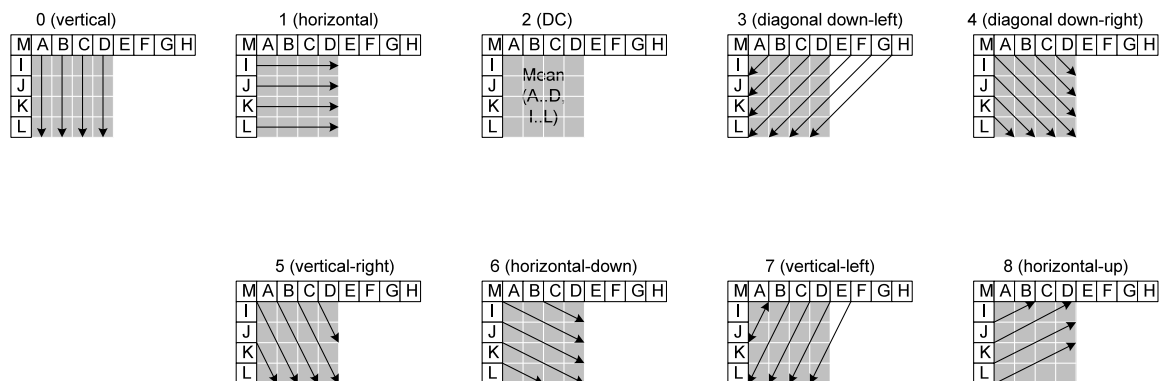 0 (vertical)
M A B C D E F G H
I
J
K
L
1 (horizontal)
M A B C D E F G H
I
J
K
L
2 (DC)
M A B C D E F G H
I
J
K
L
Mean
(A..D,
I..L)
3 (diagonal down-left)
M A B C D E F G H
I
J
K
L
4 (diagonal down-right)
M A B C D E F G H
I
J
K
L
5 (vertical-right)
M A B C D E F G H
I
J
K
L
6 (horizontal-down)
M A B C D E F G H
I
J
K
L
7 (vertical-left)
M A B C D E F G H
I
J
K
L
8 (horizontal-up)
M A B C D E F G H
I
J
K
L